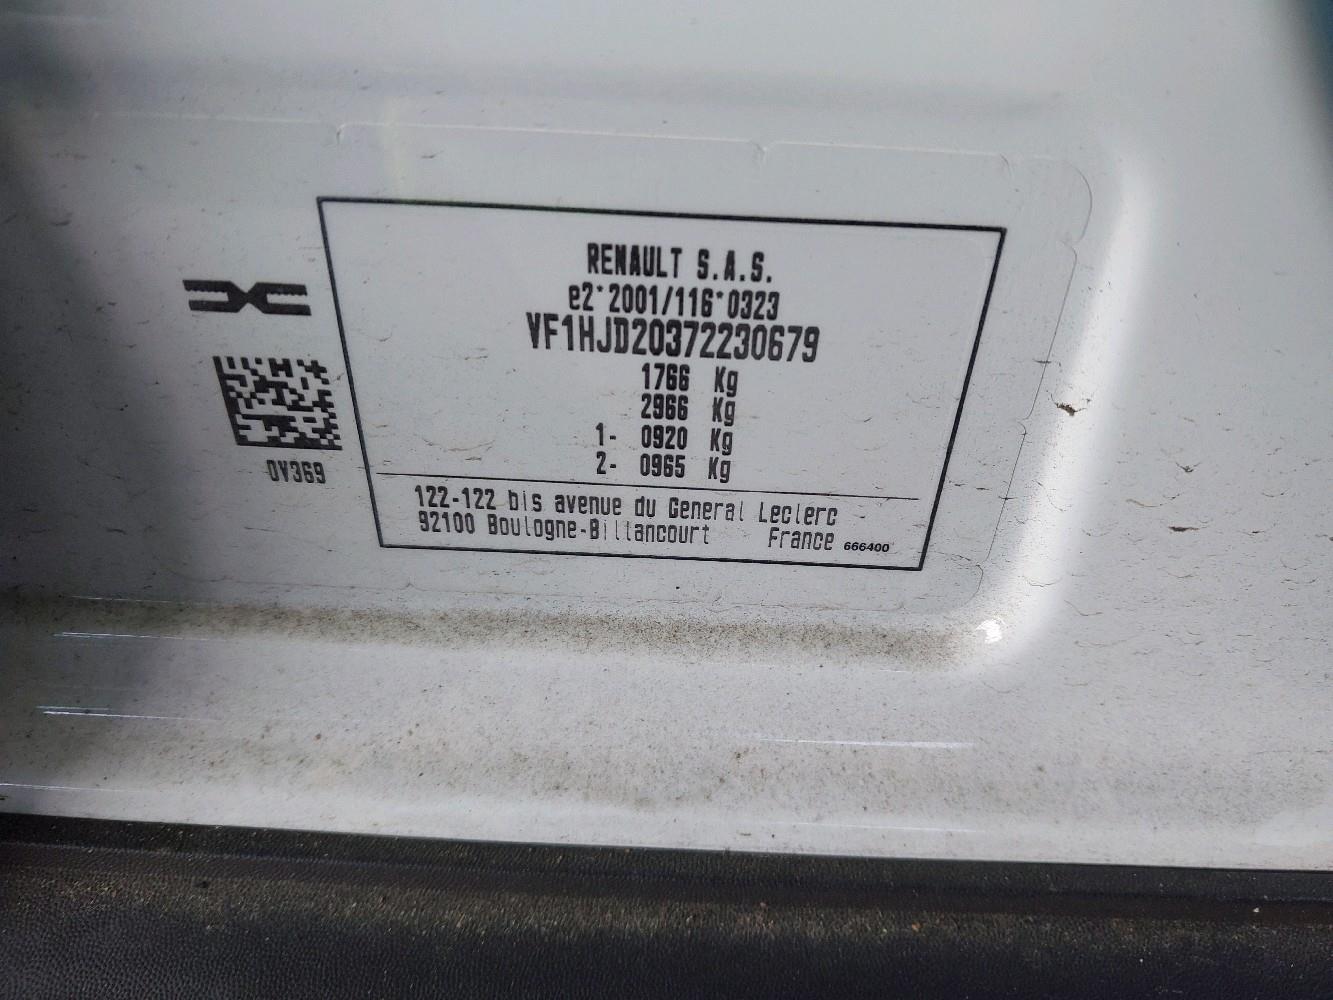 RENAULT S.A.S.
e2*2001/116*0323
VF1HJD20372230679
1766 Kg
2966 Kg
1- 0920 Kg
2- 0965 Kg
0V369
122-122 bis avenue du General Leclerc
92100 Boulogne-Billancourt France 666400